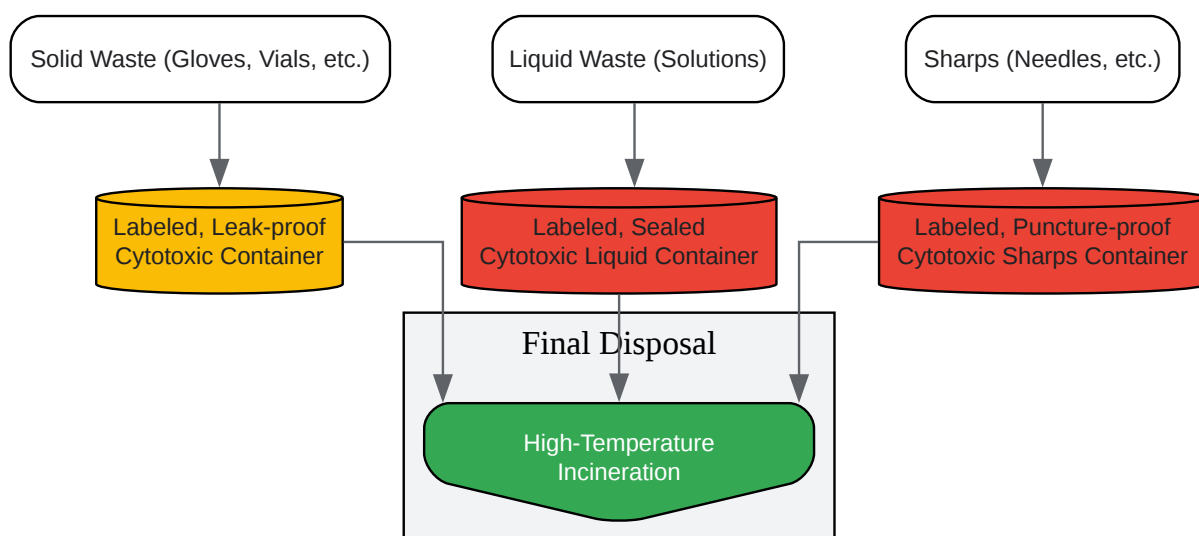 Solid Waste (Gloves, Vials, etc.)
Liquid Waste (Solutions)
Sharps (Needles, etc.)
Labeled, Leak-proof
Cytotoxic Container
Labeled, Sealed
Cytotoxic Liquid Container
Labeled, Puncture-proof
Cytotoxic Sharps Container
Final Disposal
High-Temperature
Incineration